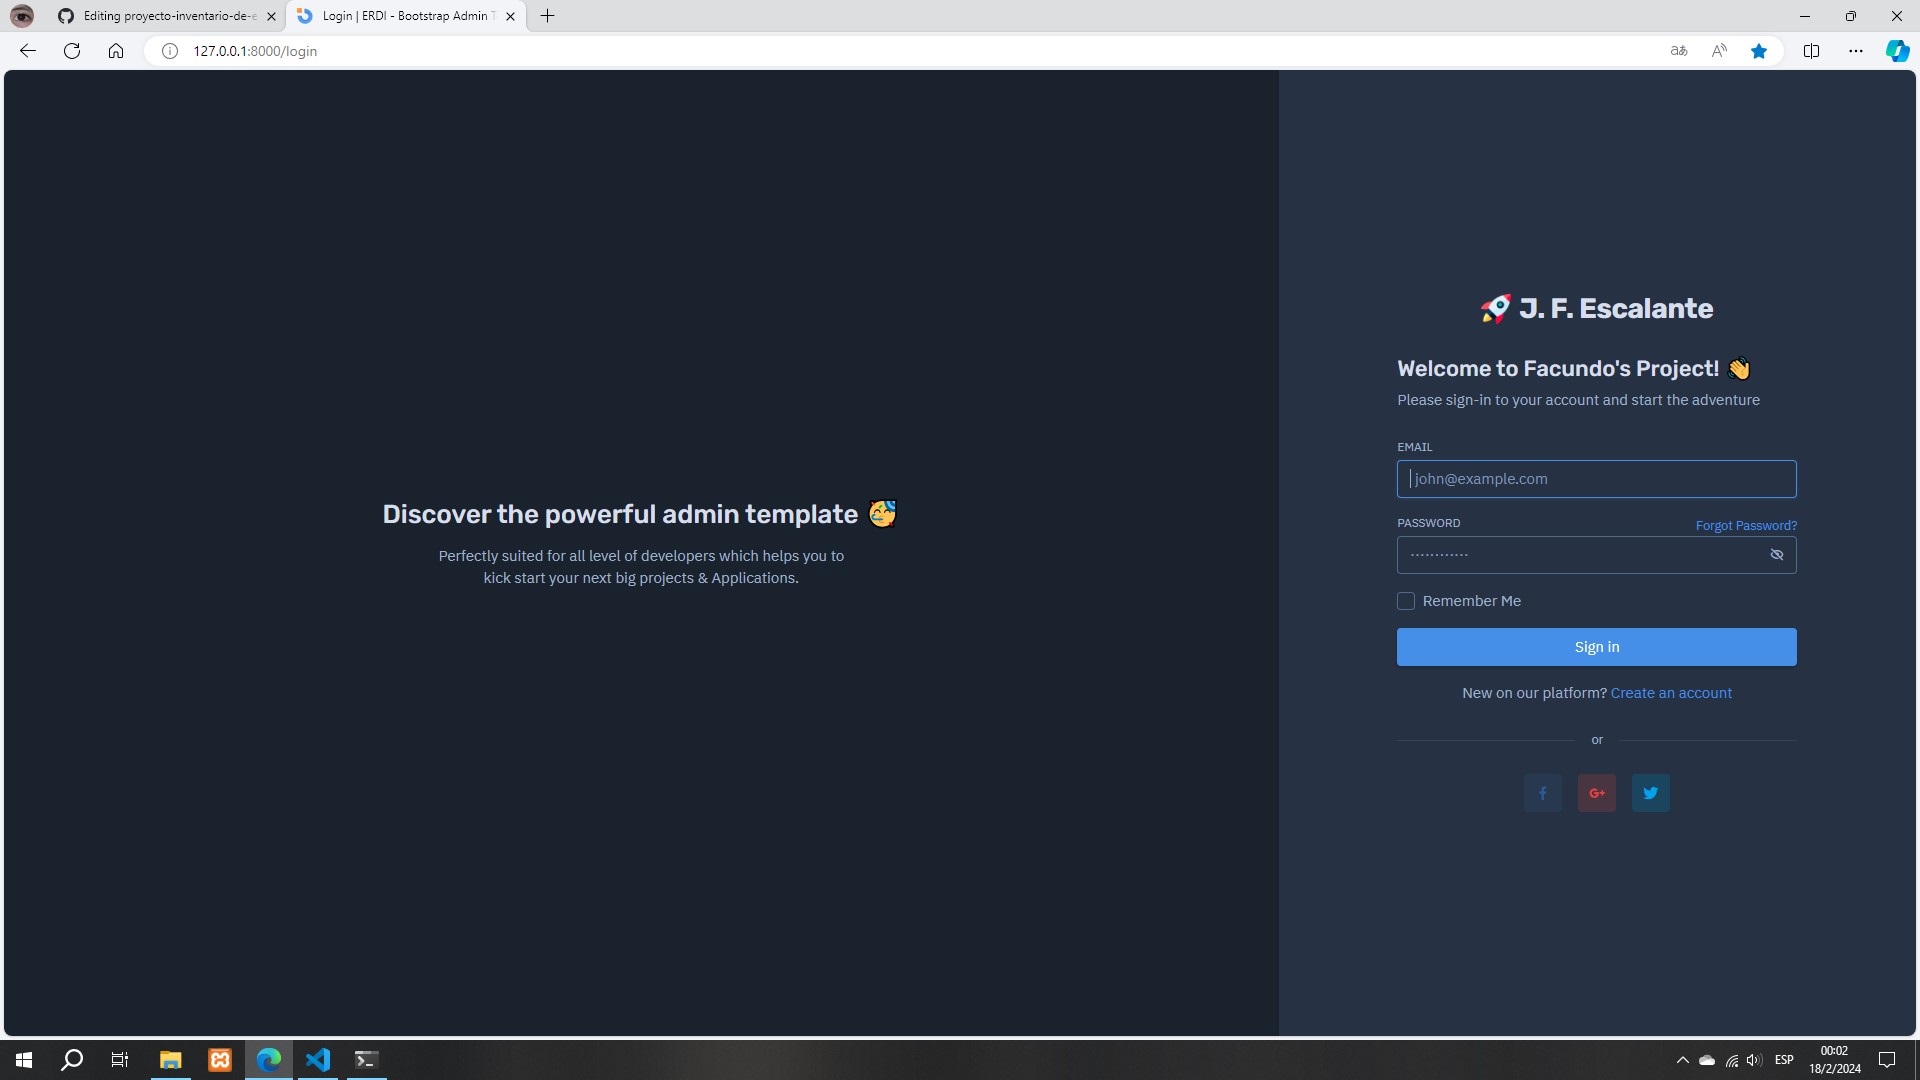 Editing proyecto-inventario-de-e
Login | ERDI - Bootstrap Admin T
127.0.0.1:8000/login
J. F. Escalante
Welcome to Facundo's Project!
Please sign-in to your account and start the adventure
EMAIL
john@example.com
PASSWORD
Forgot Password?
············
Remember Me
Sign in
New on our platform? Create an account
or
Discover the powerful admin template
Perfectly suited for all level of developers which helps you to
kick start your next big projects & Applications.
ESP
00:02
18/2/2024